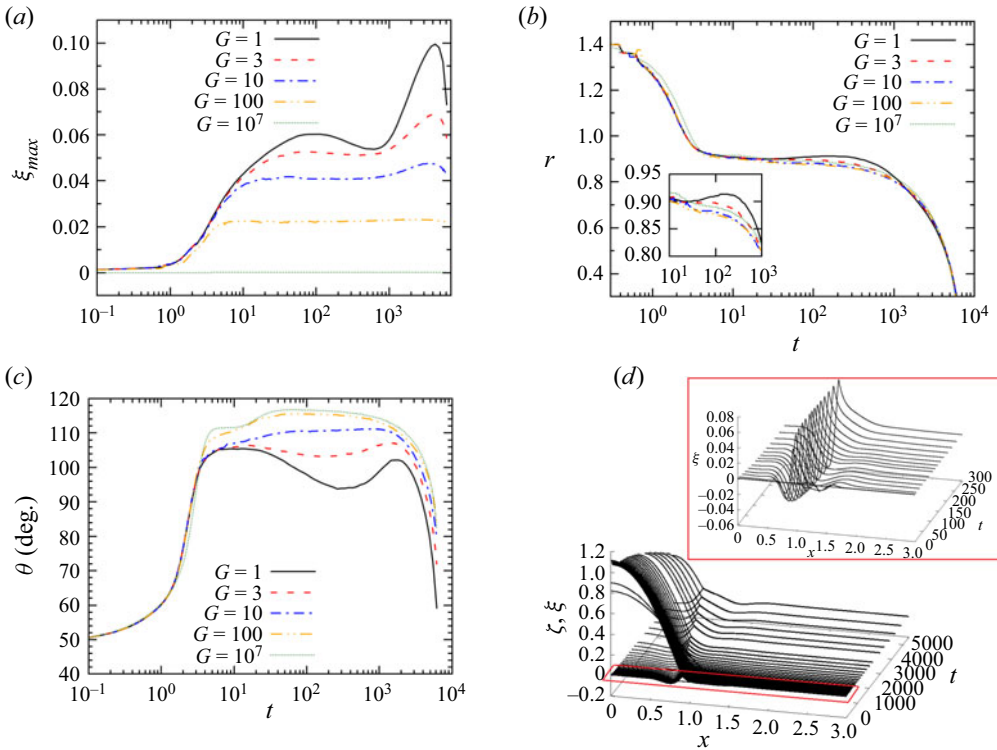 (a)
0.10
0.08
0.06
0.04
0.02
0
ξmax
G = 1
G = 3
G = 10
G = 100
G = 10⁷
10⁻¹ 10⁰ 10¹ 10² 10³
(b)
1.4
1.2
1.0
0.8
0.6
0.4
r
G = 1
G = 3
G = 10
G = 100
G = 10⁷
0.95
0.90
0.85
0.80
10¹ 10² 10³
10⁰ 10¹ 10² 10³ 10⁴
t
(c)
120
110
100
90
80
70
60
50
40
θ (deg.)
G = 1
G = 3
G = 10
G = 100
G = 10⁷
10⁻¹ 10⁰ 10¹ 10² 10³ 10⁴
t
(d)
0.08
0.06
0.04
0.02
0
−0.02
−0.04
−0.06
ξ
0 0.5 1.0 1.5 2.0 2.5 3.0
x
0 50 100 150 200 250 300
t
1.2
1.0
0.8
0.6
0.4
0.2
0
−0.2
ζ, ξ
0 0.5 1.0 1.5 2.0 2.5 3.0
x
0 1000 2000 3000 4000 5000
t